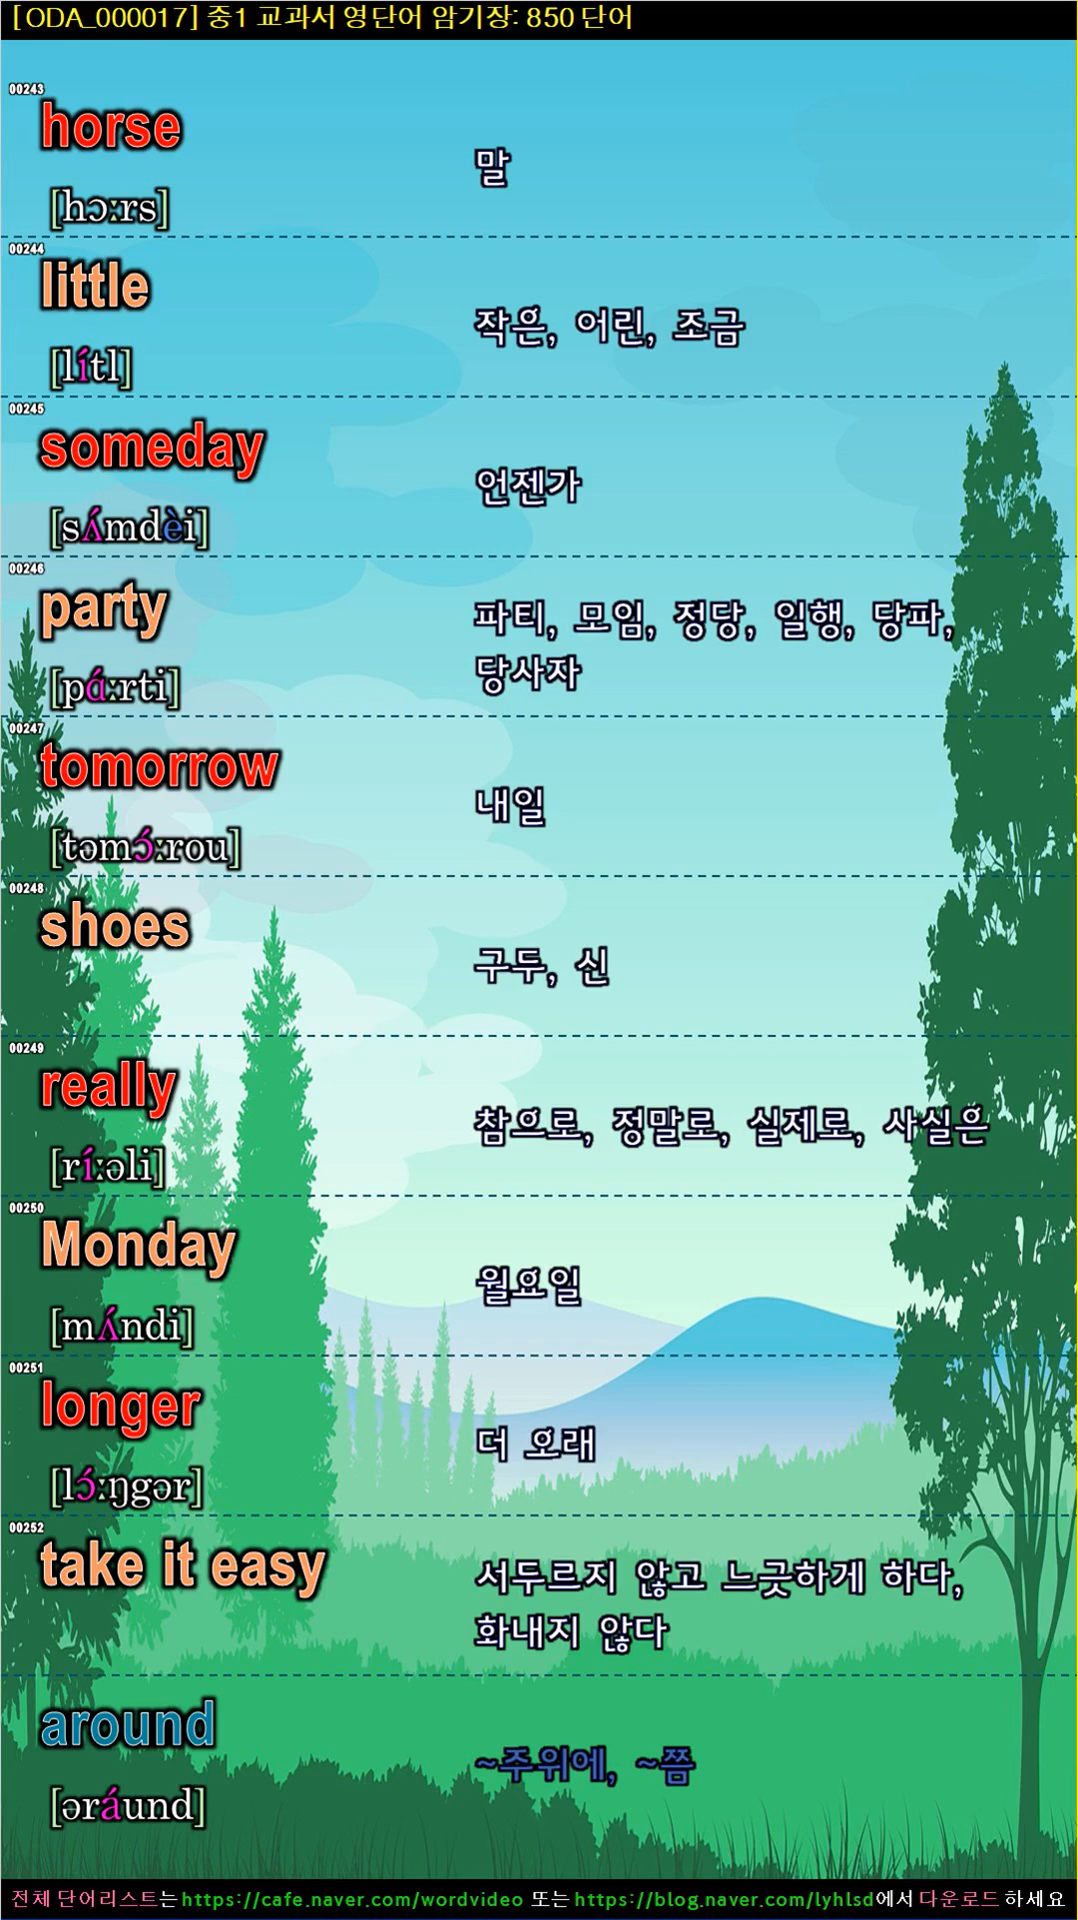 [ODA_000017] 중1 교과서 영단어 암기장: 850 단어
00243
horse
말
[hɔːrs]
00244
little
작은, 어린, 조금
[lítl]
00245
someday
언젠가
[sʌ́mdèi]
00246
party
파티, 모임, 정당, 일행, 당파,
당사자
[pɑ́ːrti]
00247
tomorrow
내일
[təmɔ́ːrou]
00248
shoes
구두, 신
00249
really
참으로, 정말로, 실제로, 사실은
[ríːəli]
00250
Monday
월요일
[mʌ́ndi]
00251
longer
더 오래
[lɔ́ːŋgər]
00252
take it easy
서두르지 않고 느긋하게 하다,
화내지 않다
around
~주위에, ~쯤
[əráund]
전체 단어리스트는 https://cafe.naver.com/wordvideo 또는 https://blog.naver.com/lyhlsd에서 다운로드 하세요